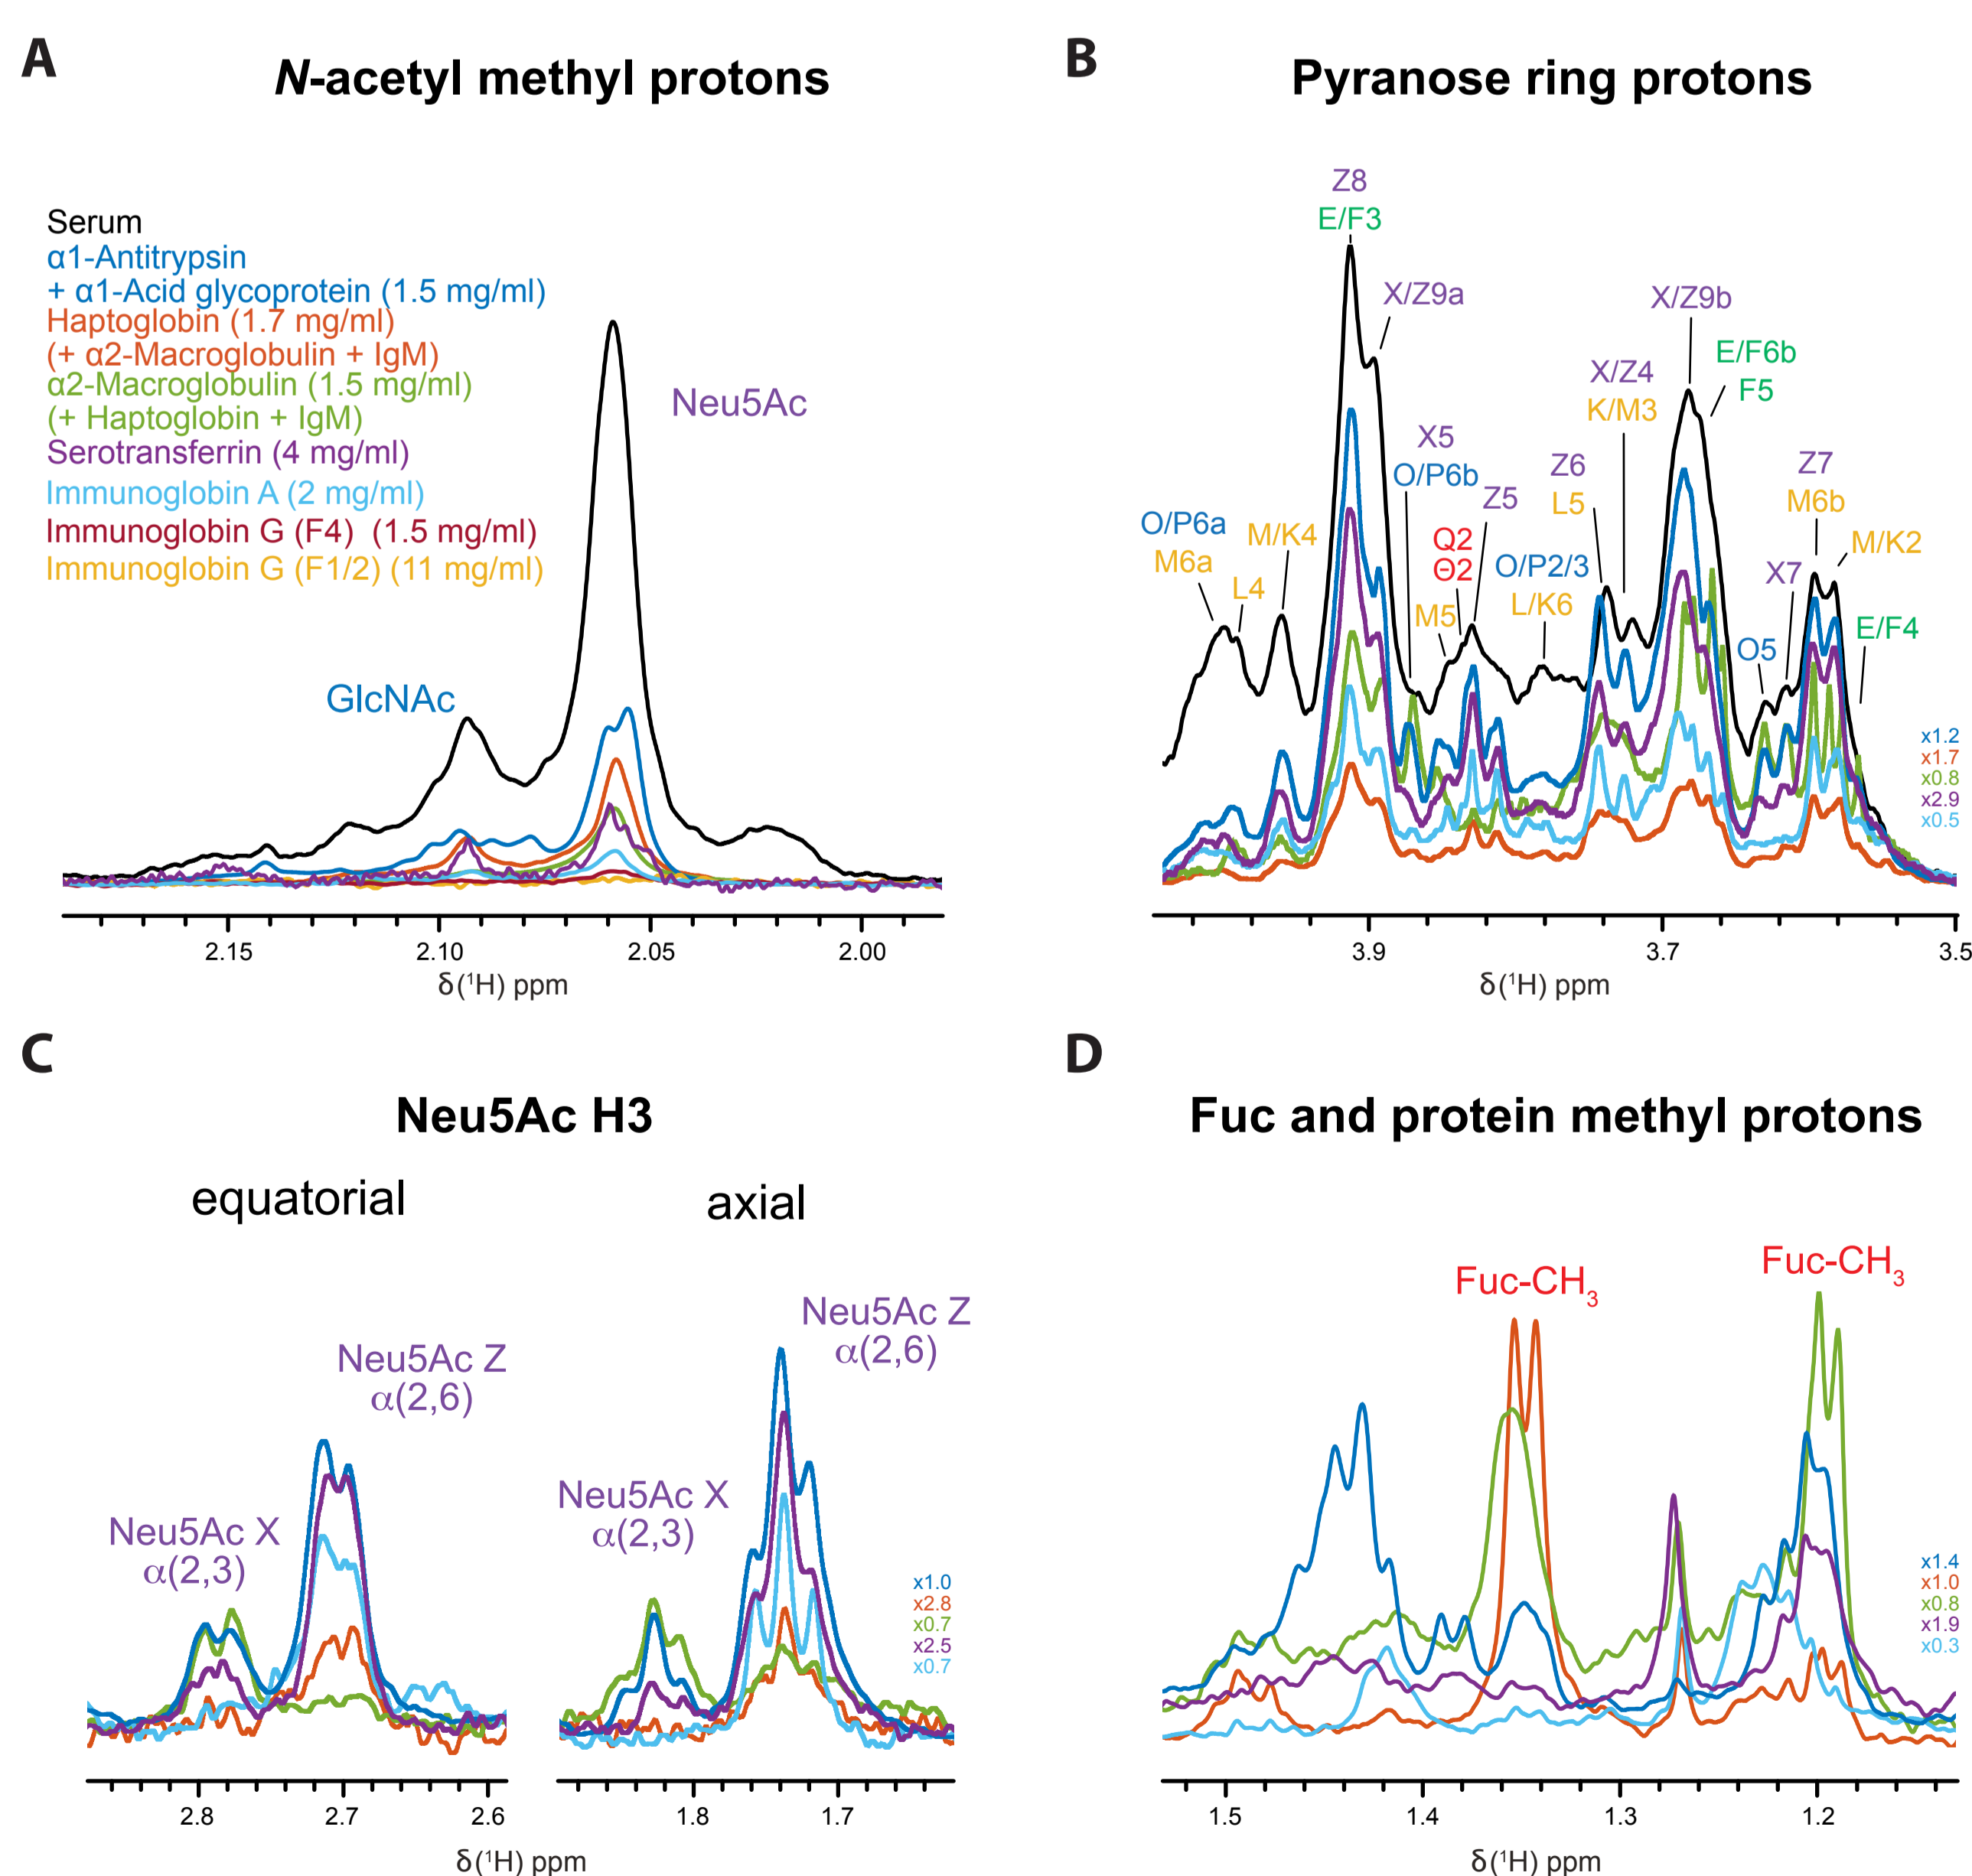 A
N-acetyl methyl protons
Serum
α1-Antitrypsin
+ α1-Acid glycoprotein (1.5 mg/ml)
Haptoglobin (1.7 mg/ml)
(+ α2-Macroglobulin + IgM)
α2-Macroglobulin (1.5 mg/ml)
(+ Haptoglobin + IgM)
Serotransferrin (4 mg/ml)
Immunoglobin A (2 mg/ml)
Immunoglobin G (F4) (1.5 mg/ml)
Immunoglobin G (F1/2) (11 mg/ml)
Neu5Ac
GlcNAc
2.15 2.10 2.05 2.00
δ(¹H) ppm
B
Pyranose ring protons
Z8
E/F3
X/Z9a
X/Z9b
E/F6b
F5
X/Z4
K/M3
X5
O/P6b
Z5
Z6
L5
Z7
M6b
O/P6a
M6a
M/K4
L4
Q2
Θ2
M5
O/P2/3
L/K6
M/K2
X7
O5
E/F4
x1.2
x1.7
x0.8
x2.9
x0.5
3.9 3.7 3.5
δ(¹H) ppm
C
Neu5Ac H3
equatorial
axial
Neu5Ac Z
α(2,6)
Neu5Ac X
α(2,3)
Neu5Ac Z
α(2,6)
Neu5Ac X
α(2,3)
x1.0
x2.8
x0.7
x2.5
x0.7
2.8 2.7 2.6
1.8 1.7
δ(¹H) ppm
D
Fuc and protein methyl protons
Fuc-CH₃
Fuc-CH₃
x1.4
x1.0
x0.8
x1.9
x0.3
1.5 1.4 1.3 1.2
δ(¹H) ppm